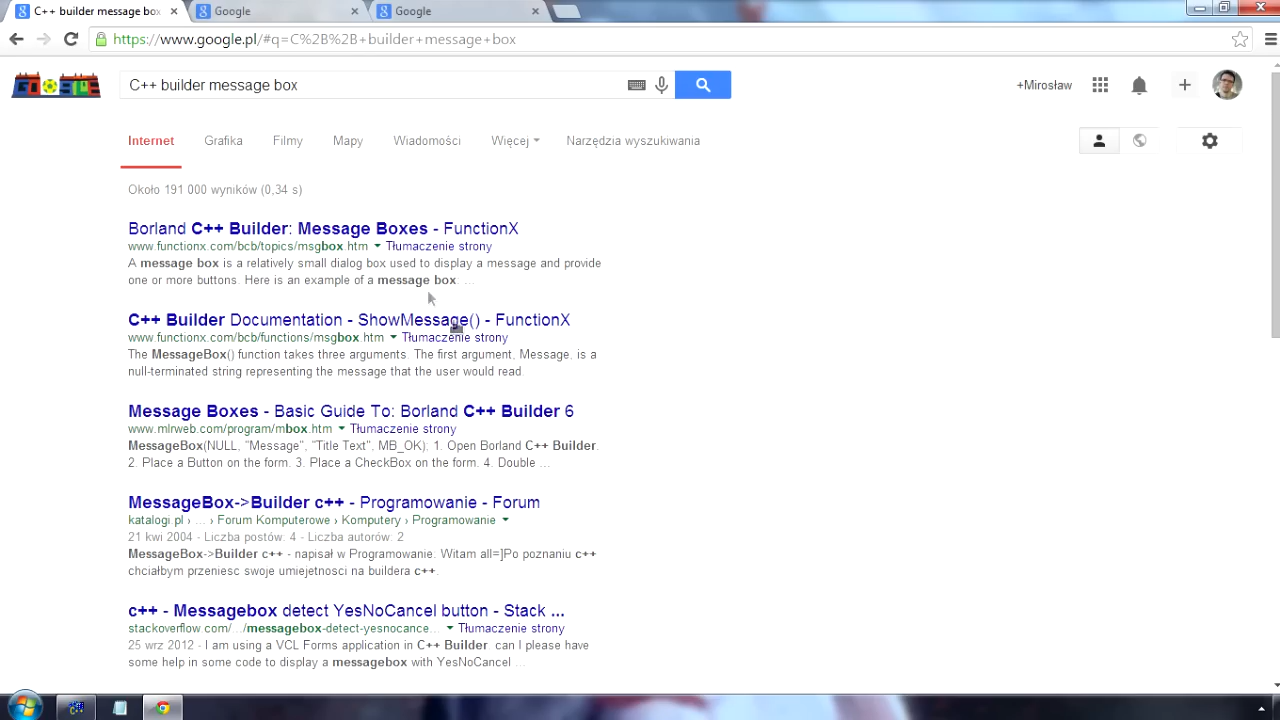 C++ builder message box
Google
Google
https://www.google.pl/#q=C%2B%2B+builder+message+box
C++ builder message box
+Mirosław
Internet
Grafika
Filmy
Mapy
Wiadomości
Więcej
Narzędzia wyszukiwania
Około 191 000 wyników (0,34 s)
Borland C++ Builder: Message Boxes - FunctionX
www.functionx.com/bcb/topics/msgbox.htm Tłumaczenie strony
A message box is a relatively small dialog box used to display a message and provide
one or more buttons. Here is an example of a message box. ...
C++ Builder Documentation - ShowMessage() - FunctionX
www.functionx.com/bcb/functions/msgbox.htm Tłumaczenie strony
The MessageBox() function takes three arguments. The first argument, Message, is a
null-terminated string representing the message that the user would read.
Message Boxes - Basic Guide To: Borland C++ Builder 6
www.mlrweb.com/program/mbox.htm Tłumaczenie strony
MessageBox(NULL, "Message", "Title Text", MB_OK); 1. Open Borland C++ Builder.
2. Place a Button on the form. 3. Place a CheckBox on the form. 4. Double ...
MessageBox->Builder c++ - Programowanie - Forum
katalogi.pl › ... › Forum Komputerowe › Komputery › Programowanie
21 kwi 2004 - Liczba postów: 4 - Liczba autorów: 2
MessageBox->Builder c++ - napisał w Programowanie: Witam all=]Po poznaniu c++
chciałbym przeniesc swoje umiejetnosci na buildera c++.
c++ - Messagebox detect YesNoCancel button - Stack ...
stackoverflow.com/.../messagebox-detect-yesnocance... Tłumaczenie strony
25 wrz 2012 - I am using a VCL Forms application in C++ Builder can I please have
some help in some code to display a messagebox with YesNoCancel ...